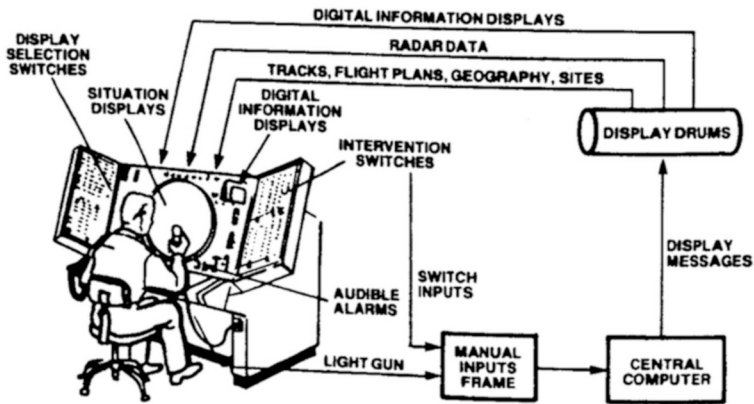 DIGITAL INFORMATION DISPLAYS
RADAR DATA
TRACKS, FLIGHT PLANS, GEOGRAPHY, SITES
DISPLAY
SELECTION
SWITCHES
SITUATION
DISPLAYS
DIGITAL
INFORMATION
DISPLAYS
INTERVENTION
SWITCHES
DISPLAY DRUMS
DISPLAY
MESSAGES
SWITCH
INPUTS
AUDIBLE
ALARMS
LIGHT GUN
MANUAL
INPUTS
FRAME
CENTRAL
COMPUTER